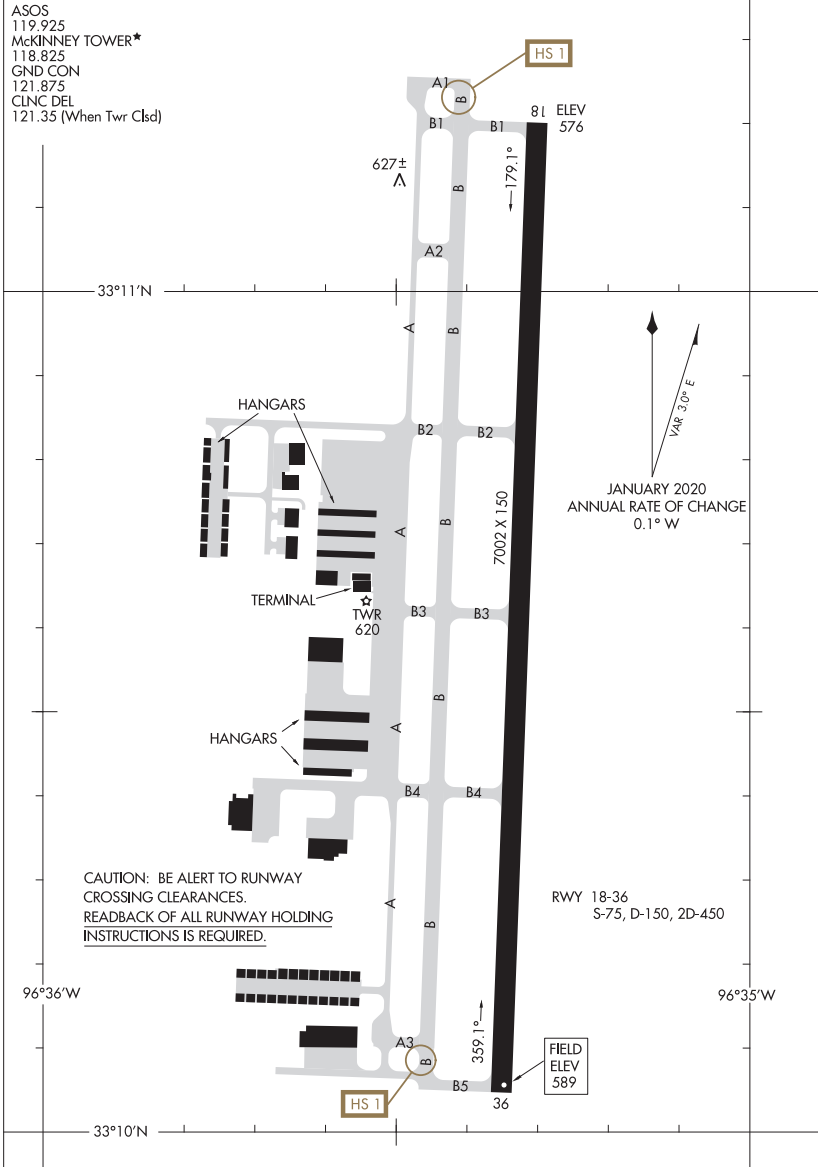 ASOS
119.925
McKINNEY TOWER★
118.825
GND CON
121.875
CLNC DEL
121.35 (When Twr Clsd)
HS 1
A1
B
B1
B1
18
ELEV
576
627±
179.1°
B
A2
33°11'N
A
B
VAR 3.0° E
HANGARS
B2
B2
JANUARY 2020
ANNUAL RATE OF CHANGE
0.1° W
7002 X 150
A
B
TERMINAL
TWR
620
B3
B3
A
B
HANGARS
B4
B4
CAUTION: BE ALERT TO RUNWAY
CROSSING CLEARANCES.
READBACK OF ALL RUNWAY HOLDING
INSTRUCTIONS IS REQUIRED.
A
B
RWY 18-36
S-75, D-150, 2D-450
96°36'W
96°35'W
359.1°
A3
B
FIELD
ELEV
589
B5
HS 1
36
33°10'N